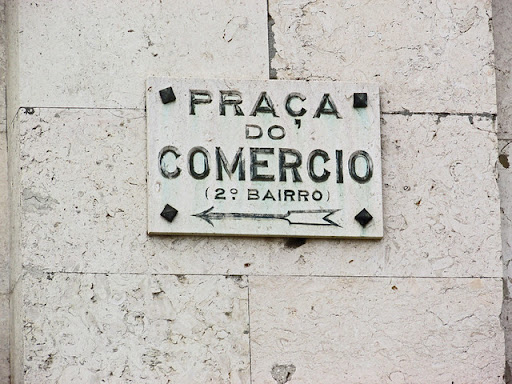 PRAÇA
DO
COMERCIO
(2º BAIRRO)